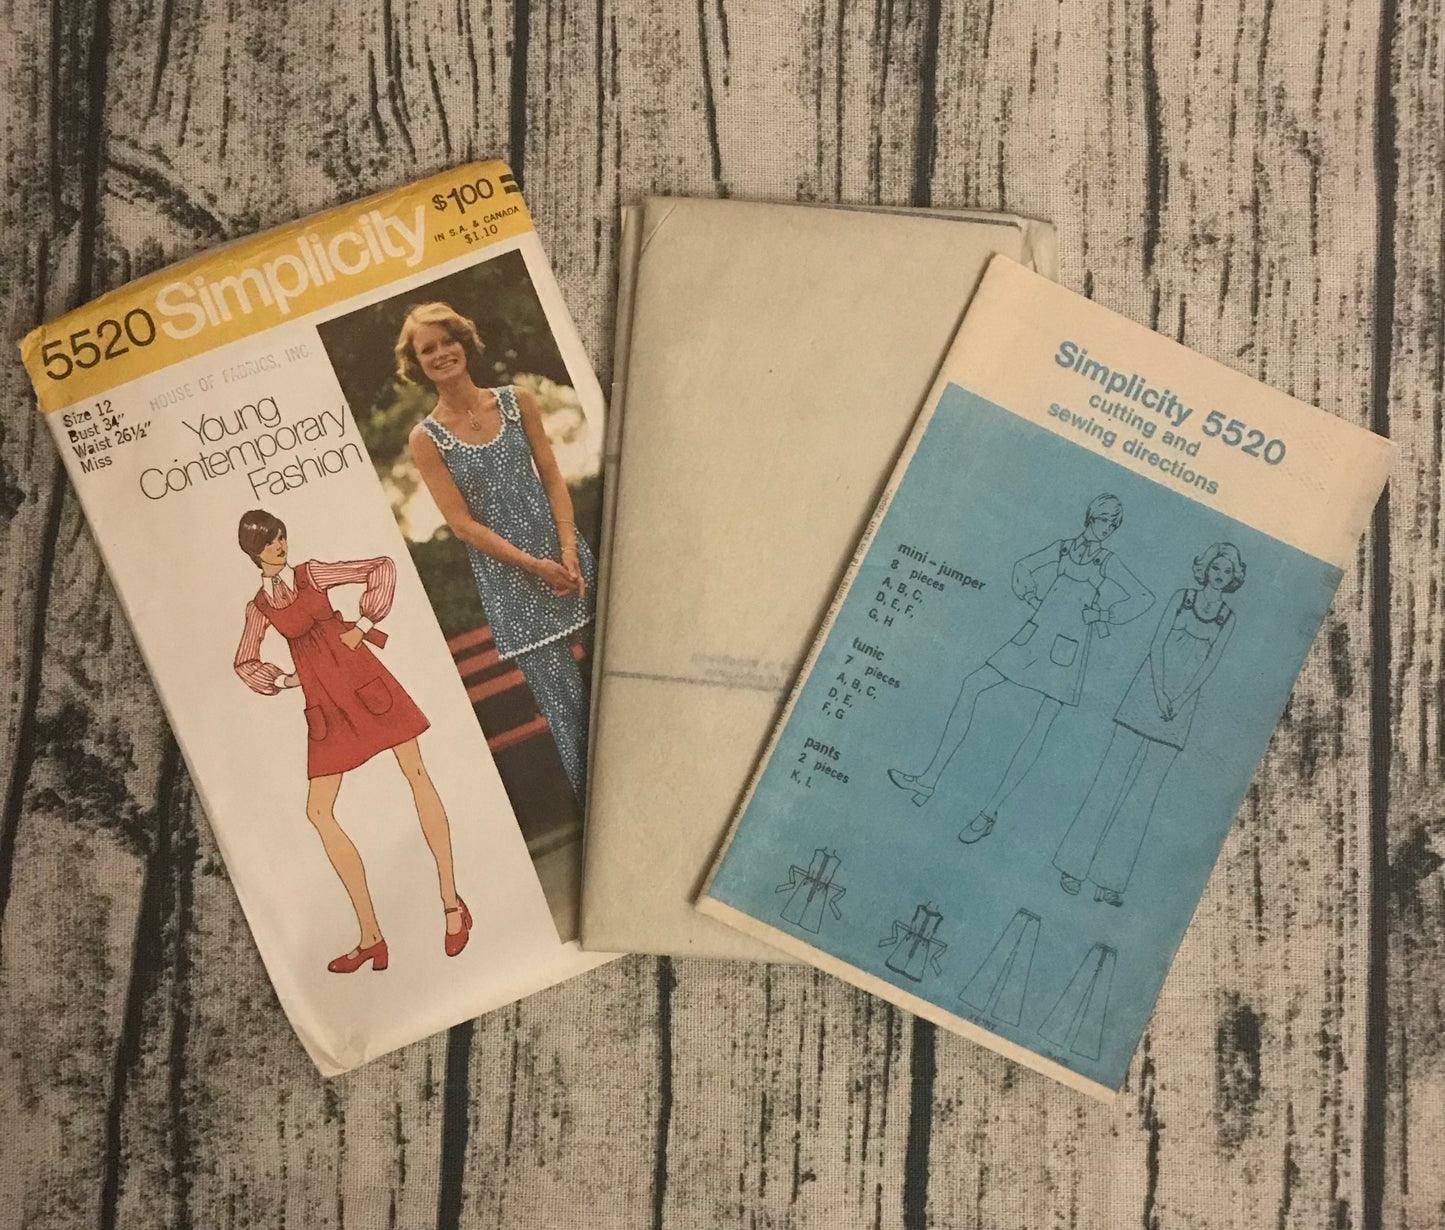 5520 Simplicity
$1.00
IN S.A. & CANADA
$1.10
Size 12
Bust 34"
Waist 26½"
Miss
HOUSE OF FABRICS, INC.
Young
Contemporary
Fashion
Simplicity 5520
cutting and
sewing directions
mini-jumper
8 pieces
A, B, C,
D, E, F,
G, H
tunic
7 pieces
A, B, C,
D, E,
F, G
pants
2 pieces